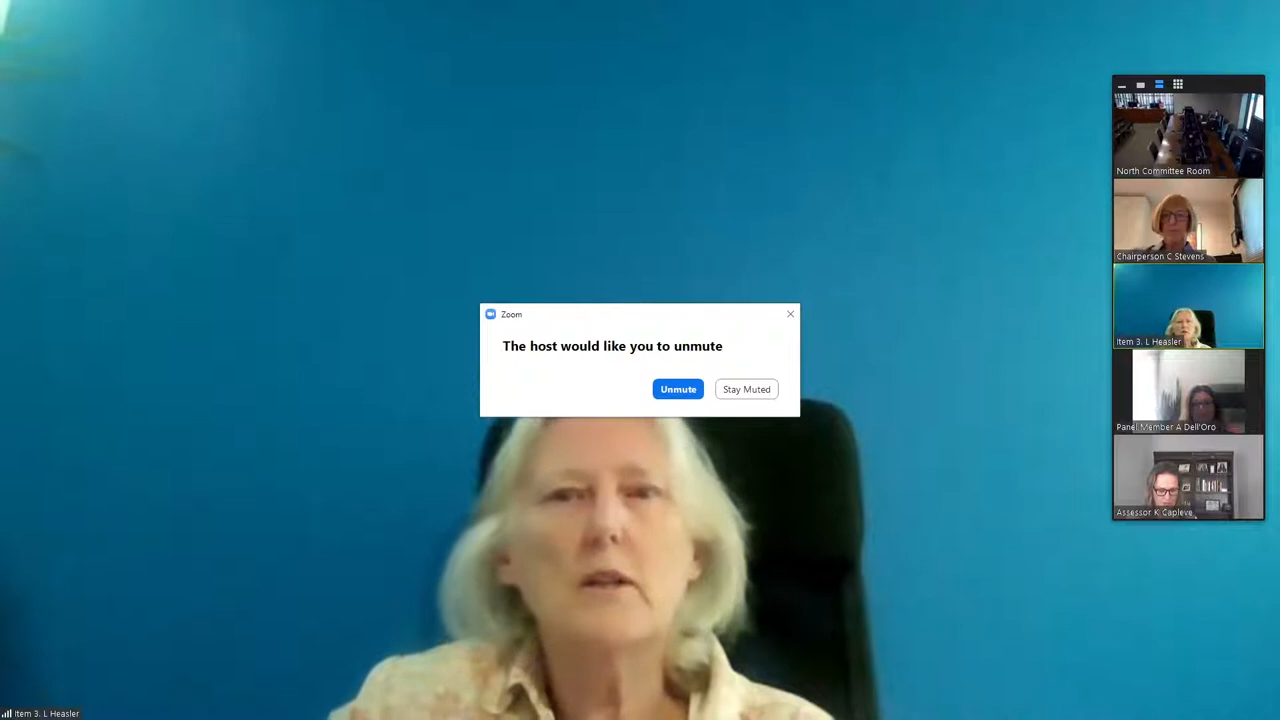 Zoom
The host would like you to unmute
Unmute
Stay Muted
North Committee Room
Chairperson C Stevens
Item 3. L Heasler
Panel Member A Dell'Oro
Assessor K Capleve
Item 3. L Heasler